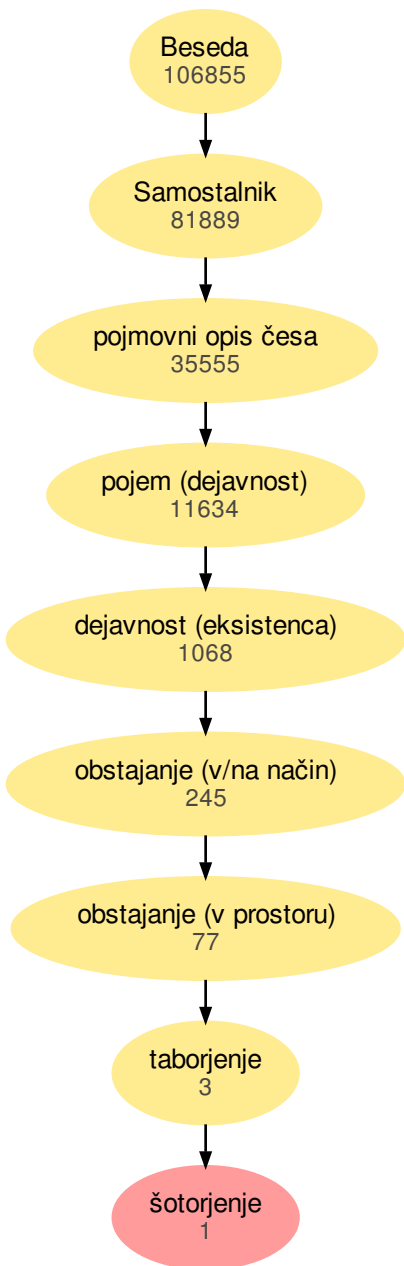 Beseda
106855
Samostalnik
81889
pojmovni opis česa
35555
pojem (dejavnost)
11634
dejavnost (eksistenca)
1068
obstajanje (v/na način)
245
obstajanje (v prostoru)
77
taborjenje
3
šotorjenje
1